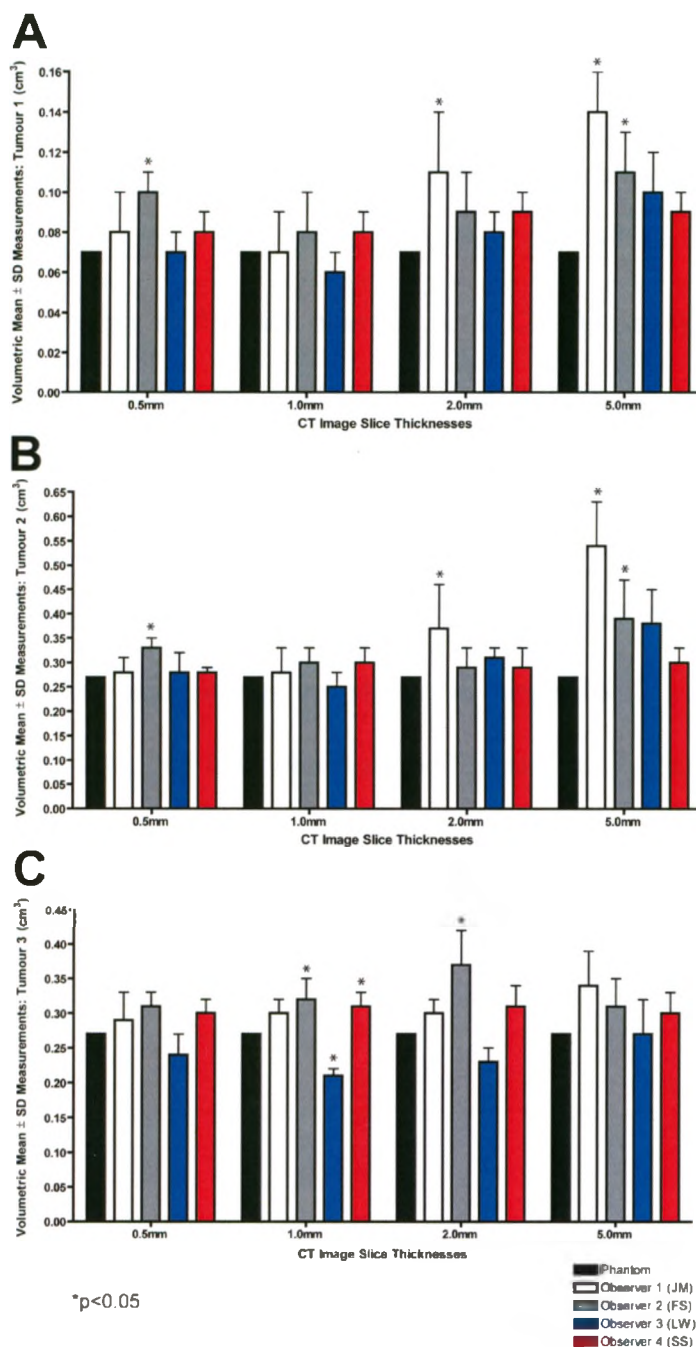 A
Volumetric Mean ± SD Measurements: Tumour 1 (cm³)
0.16
0.14
0.12
0.10
0.08
0.06
0.04
0.02
0.00
*
*
*
*
0.5mm
1.0mm
2.0mm
5.0mm
CT Image Slice Thicknesses
B
Volumetric Mean ± SD Measurements: Tumour 2 (cm³)
0.65
0.60
0.55
0.50
0.45
0.40
0.35
0.30
0.25
0.20
0.15
0.10
0.05
0.00
*
*
*
*
0.5mm
1.0mm
2.0mm
5.0mm
CT Image Slice Thicknesses
C
Volumetric Mean ± SD Measurements: Tumour 3 (cm³)
0.45
0.40
0.35
0.30
0.25
0.20
0.15
0.10
0.05
0.00
*
*
*
*
0.5mm
1.0mm
2.0mm
5.0mm
CT Image Slice Thicknesses
*p<0.05
Phantom
Observer 1 (JM)
Observer 2 (FS)
Observer 3 (LW)
Observer 4 (SS)